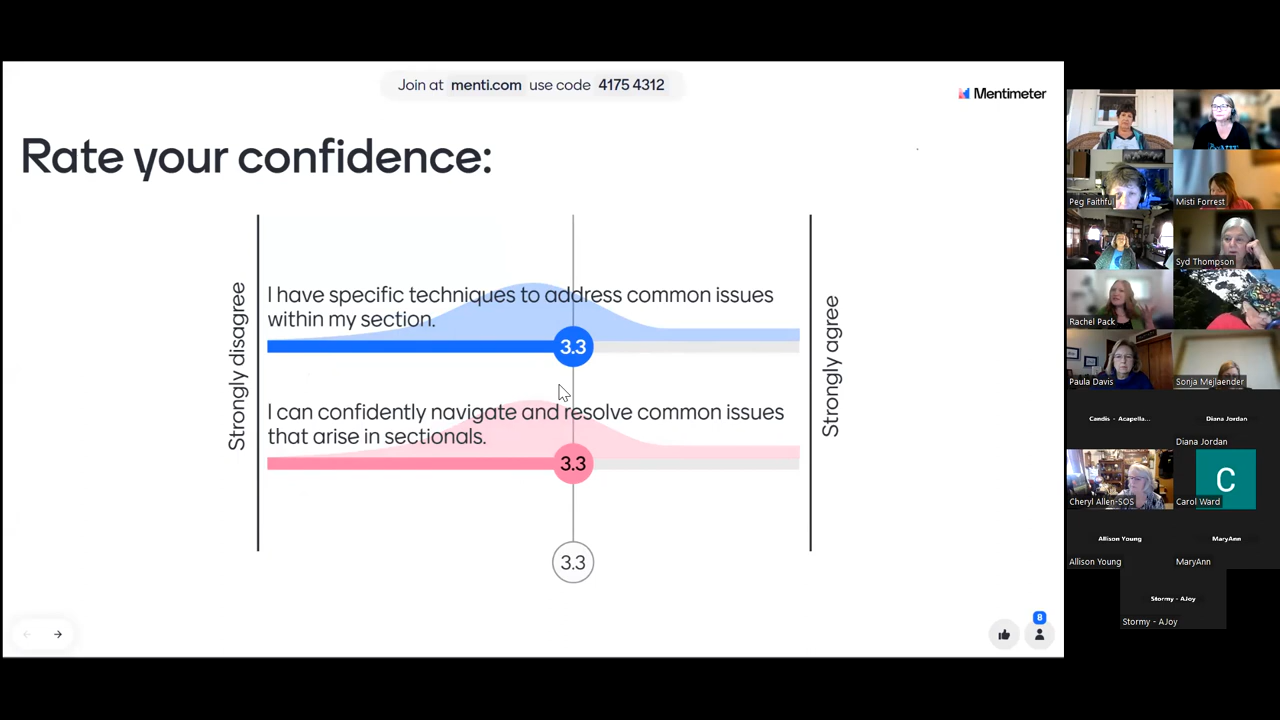 Join at menti.com use code 4175 4312
Mentimeter
Rate your confidence:
Strongly disagree
I have specific techniques to address common issues
within my section.
3.3
I can confidently navigate and resolve common issues
that arise in sectionals.
3.3
3.3
Strongly agree
8
Peg Faithful
Misti Forrest
Syd Thompson
Rachel Pack
Paula Davis
Sonja Mejlaender
Candis - Acapella...
Diana Jordan
Diana Jordan
Cheryl Allen-SOS
C
Carol Ward
Allison Young
MaryAnn
Allison Young
MaryAnn
Stormy - AJoy
Stormy - AJoy